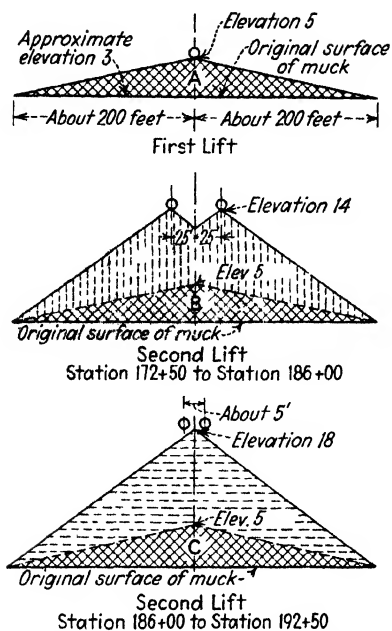 Elevation 5
Approximate
elevation 3
Original surface
of muck
A
About 200 feet
About 200 feet
First Lift
Elevation 14
25 25
Elev 5
B
Original surface of muck
Second Lift
Station 172+50 to Station 186+00
About 5'
Elevation 18
Elev. 5
C
Original surface of muck
Second Lift
Station 186+00 to Station 192+50